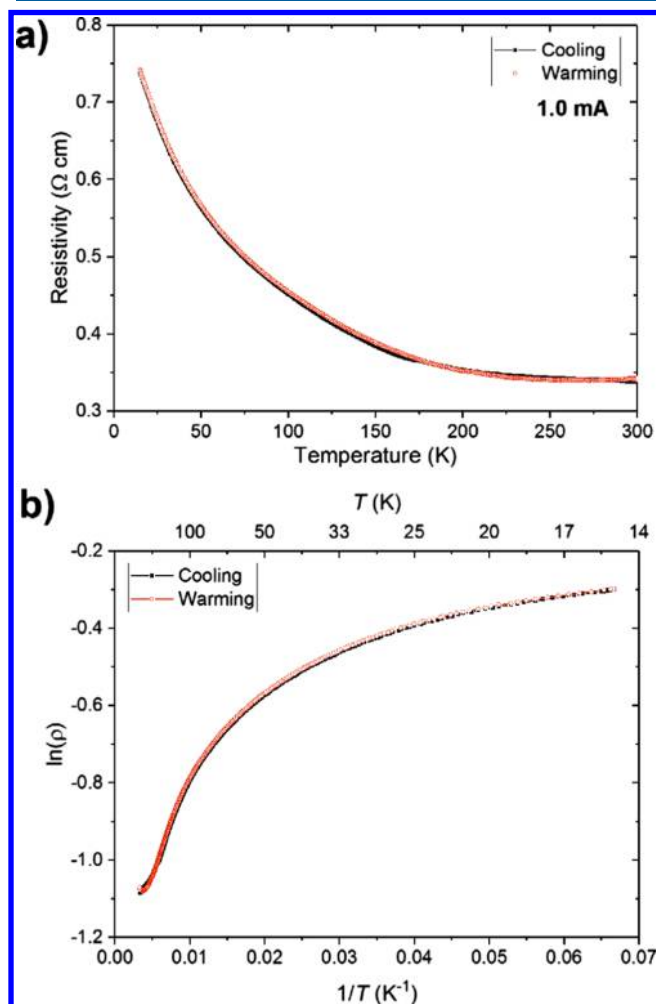 a)
Cooling
Warming
1.0 mA
0.8
0.7
0.6
0.5
0.4
0.3
Resistivity (Ω cm)
0 50 100 150 200 250 300
Temperature (K)
b)
T (K)
100 50 33 25 20 17 14
Cooling
Warming
-0.2
-0.4
-0.6
-0.8
-1.0
-1.2
ln(ρ)
0.00 0.01 0.02 0.03 0.04 0.05 0.06 0.07
1/T (K⁻¹)